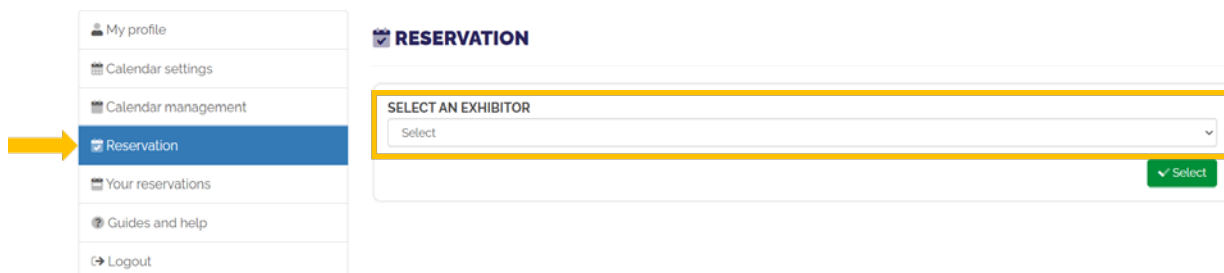 My profile
Calendar settings
Calendar management
Reservation
Your reservations
Guides and help
Logout
RESERVATION
SELECT AN EXHIBITOR
Select
Select